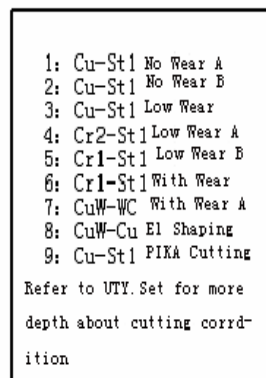 1: Cu-St1 No Wear A
2: Cu-St1 No Wear B
3: Cu-St1 Low Wear
4: Cr2-St1 Low Wear A
5: Cr1-St1 Low Wear B
6: Cr1-St1 With Wear
7: CuW-WC With Wear A
8: CuW-Cu El Shaping
9: Cu-St1 PIKA Cutting
Refer to UTY.Set for more
depth about cutting corrd-
ition